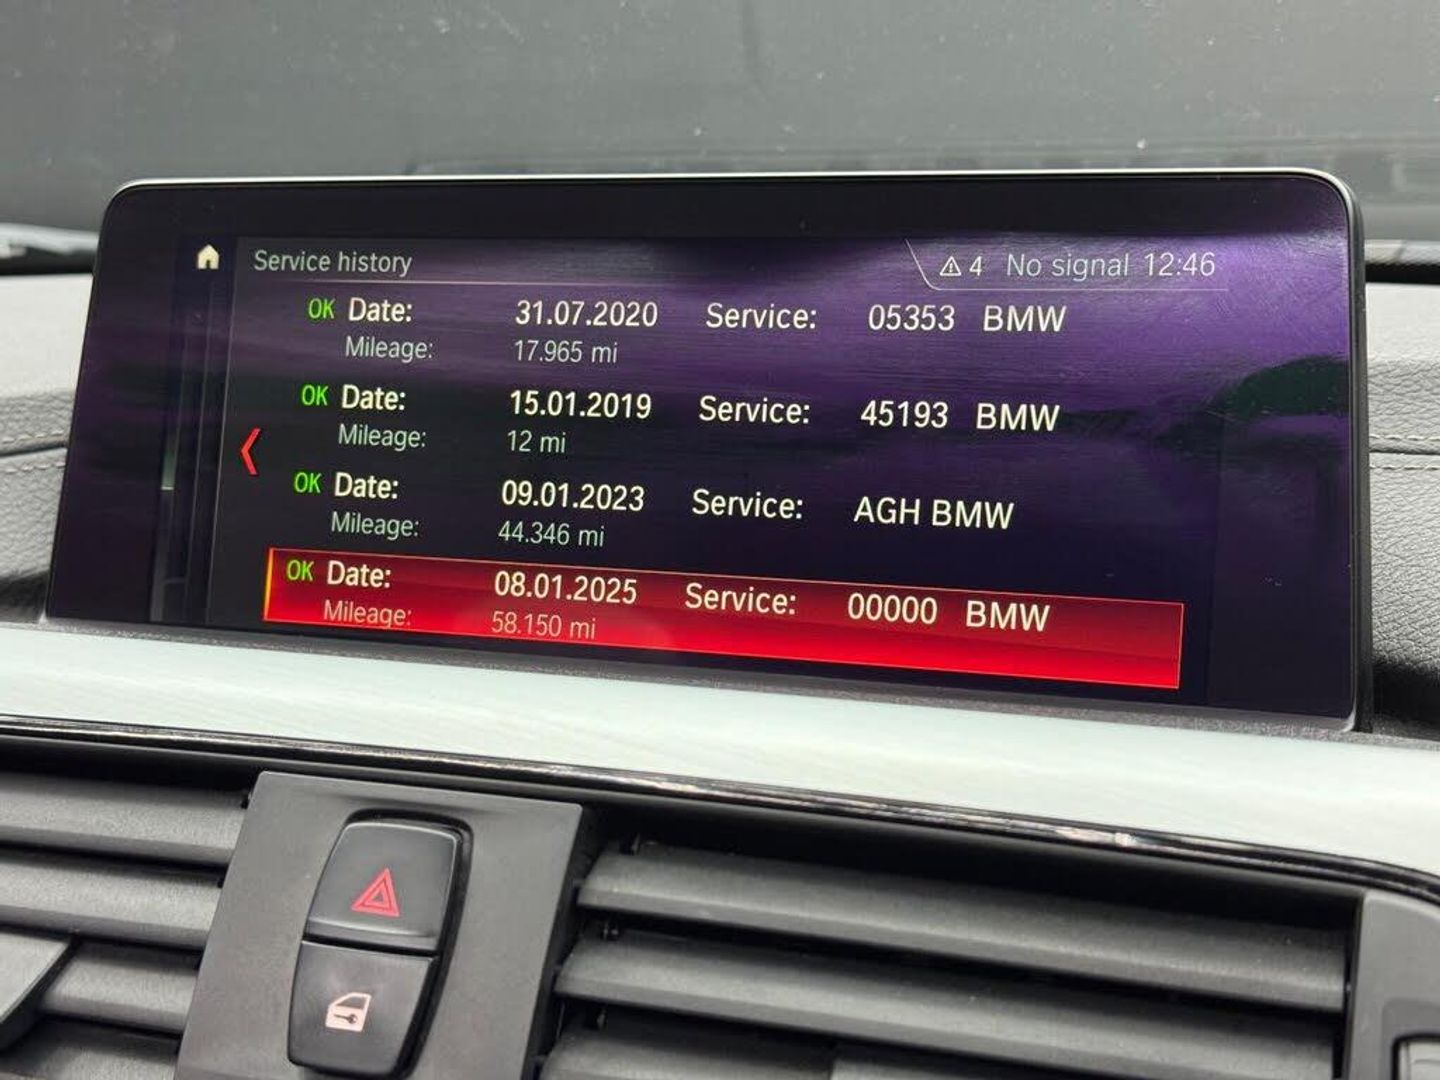 Service history 4 No signal 12:46
OK Date: 31.07.2020 Service: 05353 BMW
Mileage: 17.965 mi
OK Date: 15.01.2019 Service: 45193 BMW
Mileage: 12 mi
OK Date: 09.01.2023 Service: AGH BMW
Mileage: 44.346 mi
OK Date: 08.01.2025 Service: 00000 BMW
Mileage: 58.150 mi